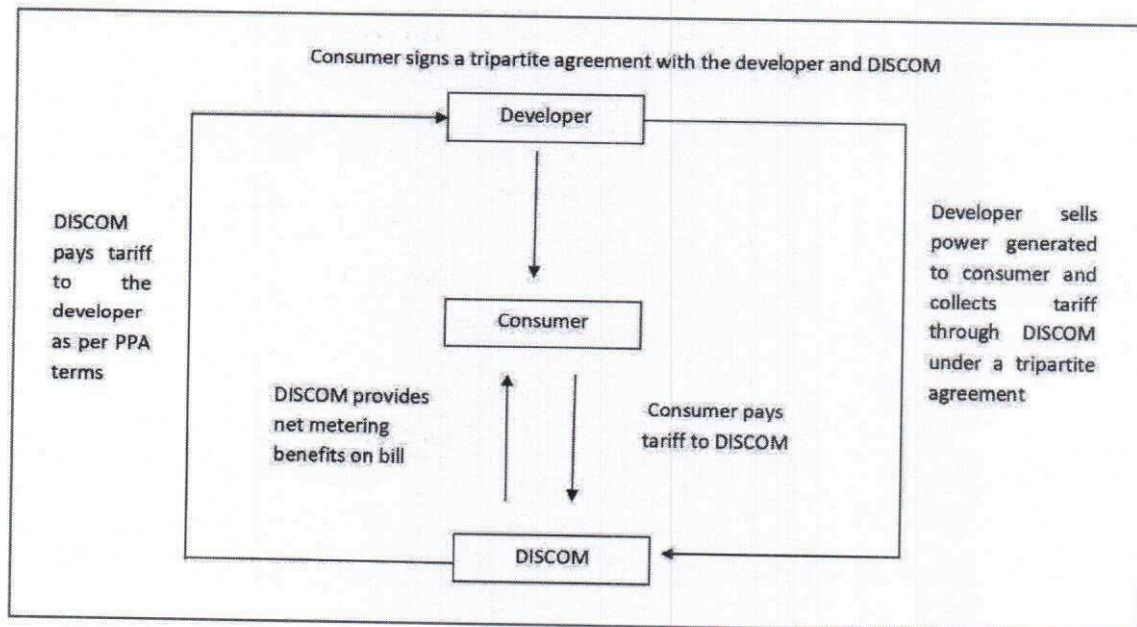 Consumer signs a tripartite agreement with the developer and DISCOM
Developer
DISCOM
pays tariff
to the
developer
as per PPA
terms
Developer sells
power generated
to consumer and
collects tariff
through DISCOM
under a tripartite
agreement
Consumer
DISCOM provides
net metering
benefits on bill
Consumer pays
tariff to DISCOM
DISCOM